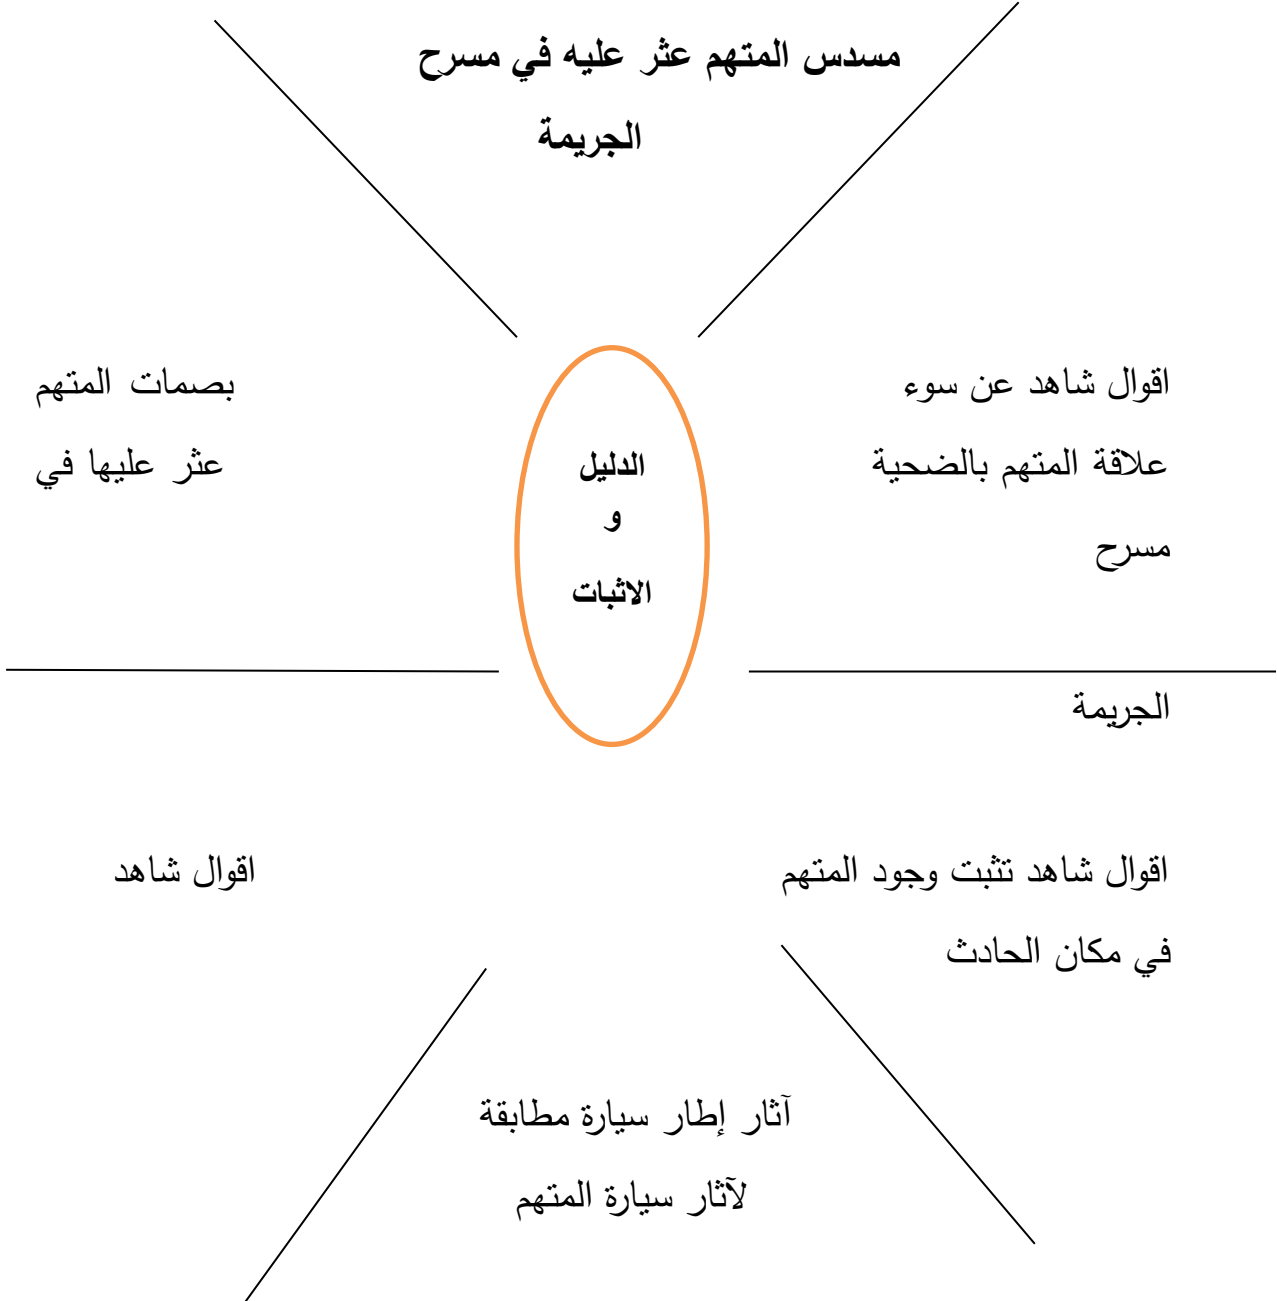 مسدس المتهم عثر عليه في مسرح
الجريمة
اقوال شاهد عن سوء
بصمات المتهم
علاقة المتهم بالضحية
عثر عليها في
مسرح
الدليل
و
الاثبات
الجريمة
اقوال شاهد تثبت وجود المتهم
اقوال شاهد
في مكان الحادث
آثار إطار سيارة مطابقة
لآثار سيارة المتهم